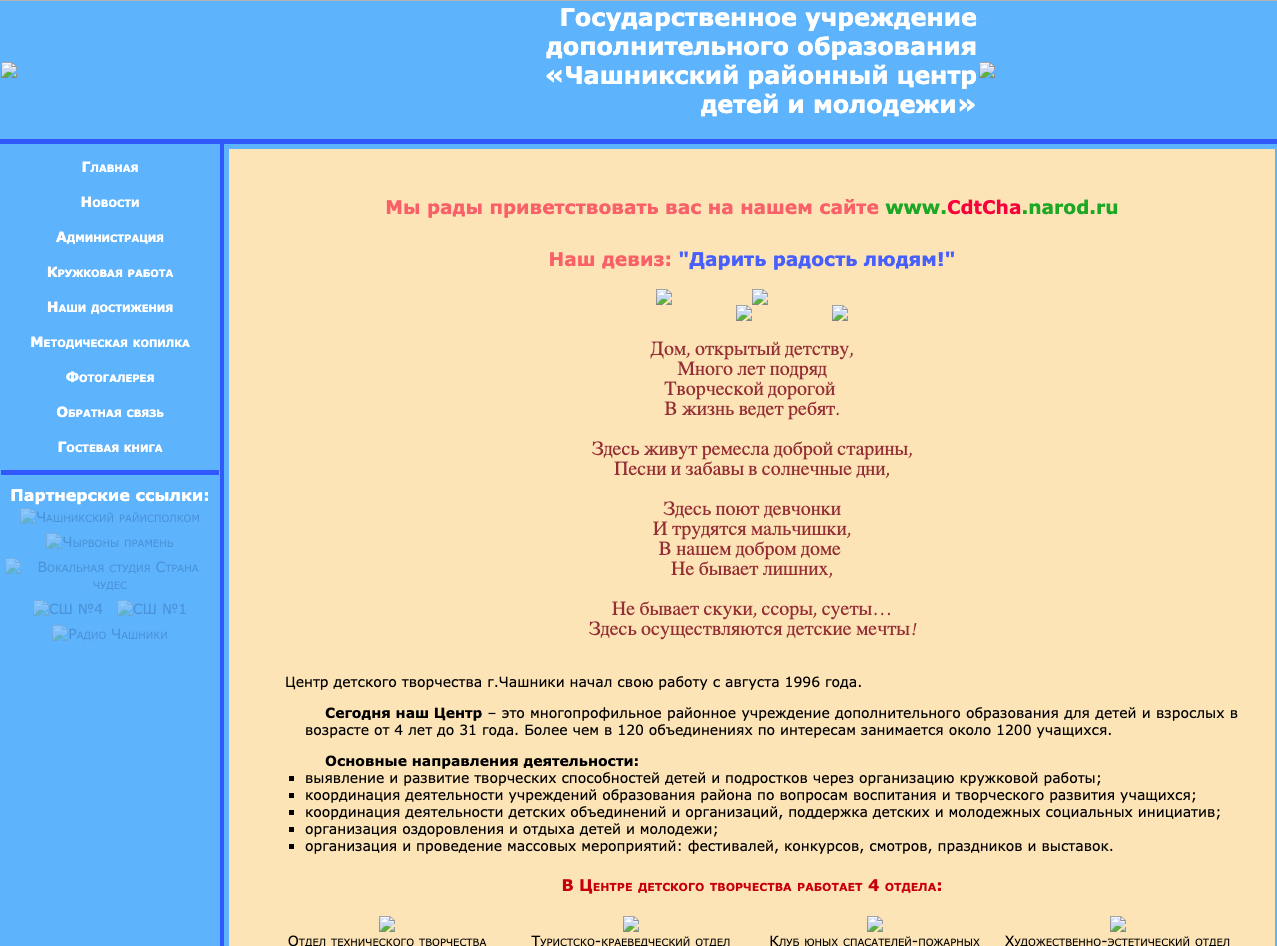 Государственное учреждение
дополнительного образования
«Чашникский районный центр
детей и молодежи»
Главная
Новости
Администрация
Кружковая работа
Наши достижения
Методическая копилка
Фотогалерея
Обратная связь
Гостевая книга
Партнерские ссылки:
Чашникский райисполком
Чырвоны прамень
Вокальная студия Страна
чудес
СШ №4 СШ №1
Радио Чашники
Мы рады приветствовать вас на нашем сайте www.CdtCha.narod.ru
Наш девиз: "Дарить радость людям!"
Дом, открытый детству,
Много лет подряд
Творческой дорогой
В жизнь ведет ребят.
Здесь живут ремесла доброй старины,
Песни и забавы в солнечные дни,
Здесь поют девчонки
И трудятся мальчишки,
В нашем добром доме
Не бывает лишних,
Не бывает скуки, ссоры, суеты…
Здесь осуществляются детские мечты!
Центр детского творчества г.Чашники начал свою работу с августа 1996 года.
Сегодня наш Центр – это многопрофильное районное учреждение дополнительного образования для детей и взрослых в
возрасте от 4 лет до 31 года. Более чем в 120 объединениях по интересам занимается около 1200 учащихся.
Основные направления деятельности:
выявление и развитие творческих способностей детей и подростков через организацию кружковой работы;
координация деятельности учреждений образования района по вопросам воспитания и творческого развития учащихся;
координация деятельности детских объединений и организаций, поддержка детских и молодежных социальных инициатив;
организация оздоровления и отдыха детей и молодежи;
организация и проведение массовых мероприятий: фестивалей, конкурсов, смотров, праздников и выставок.
В Центре детского творчества работает 4 отдела:
Отдел технического творчества Туристско-краеведческий отдел Клуб юных спасателей-пожарных Художественно-эстетический отдел